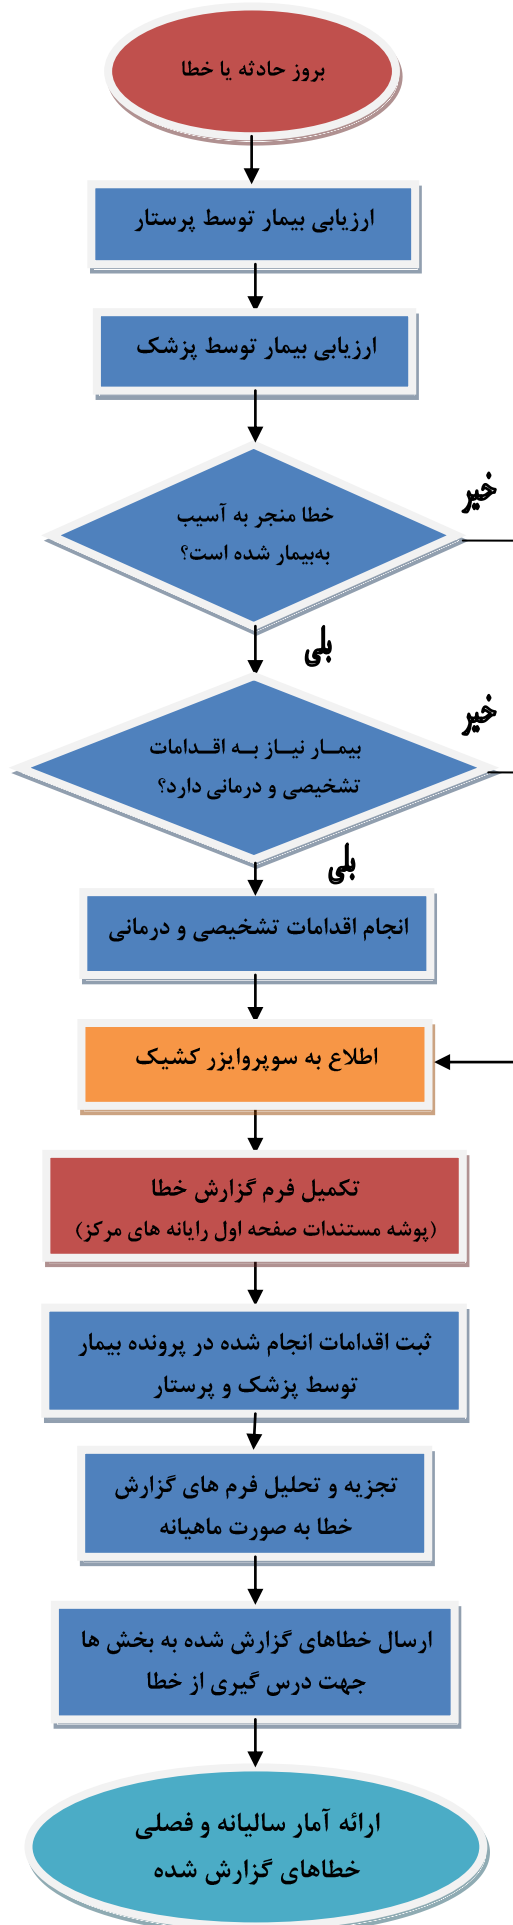 بروز حادثه یا خطا
ارزیابی بیمار توسط پرستار
ارزیابی بیمار توسط پزشک
خیر
خطا منجر به آسیب
به‌بیمار شده است؟
بلی
خیر
بیمــار نیــاز بــه اقــدامات
تشخیصی و درمانی دارد؟
بلی
انجام اقدامات تشخیصی و درمانی
اطلاع به سوپروایزر کشیک
تکمیل فرم گزارش خطا
(پوشه مستندات صفحه اول رایانه های مرکز)
ثبت اقدامات انجام شده در پرونده بیمار
توسط پزشک و پرستار
تجزیه و تحلیل فرم های گزارش
خطا به صورت ماهیانه
ارسال خطاهای گزارش شده به بخش ها
جهت درس گیری از خطا
ارائه آمار سالیانه و فصلی
خطاهای گزارش شده